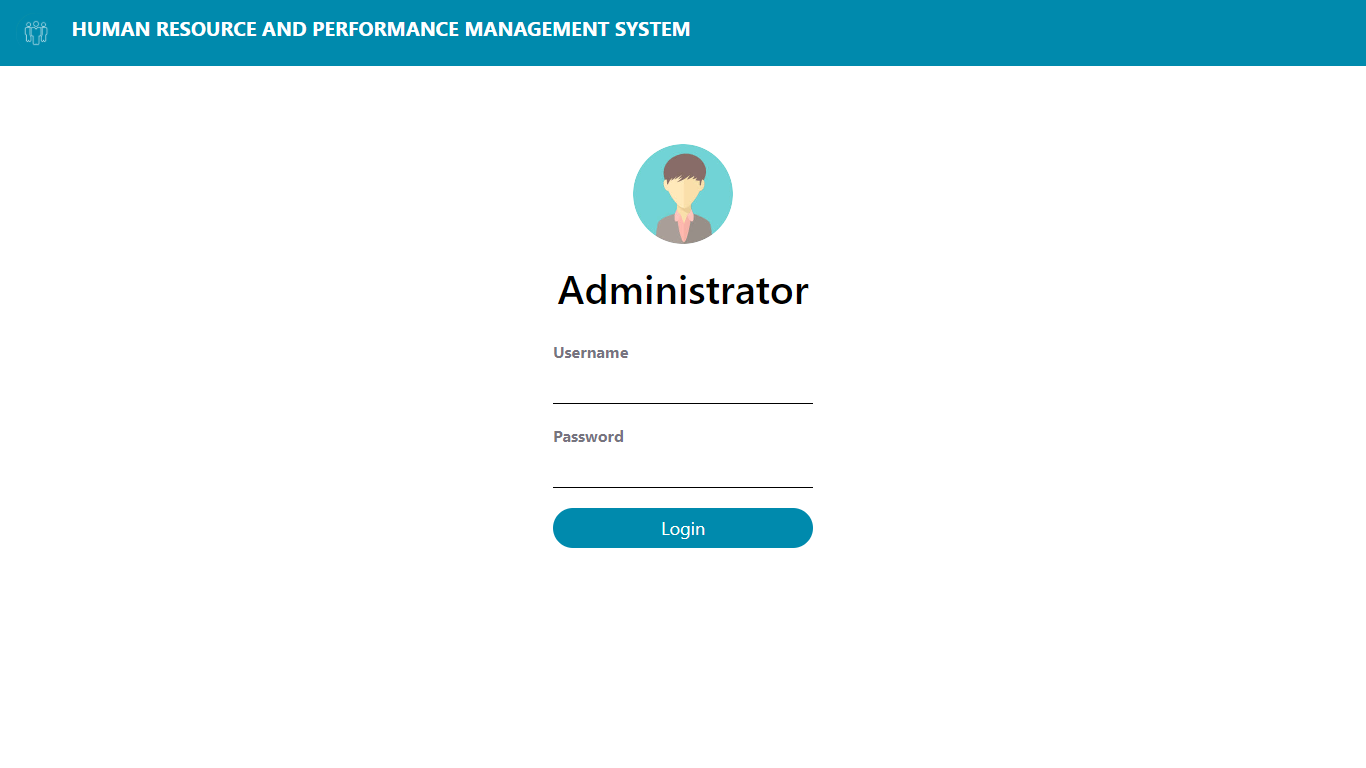 HUMAN RESOURCE AND PERFORMANCE MANAGEMENT SYSTEM
Administrator
Username
Password
Login